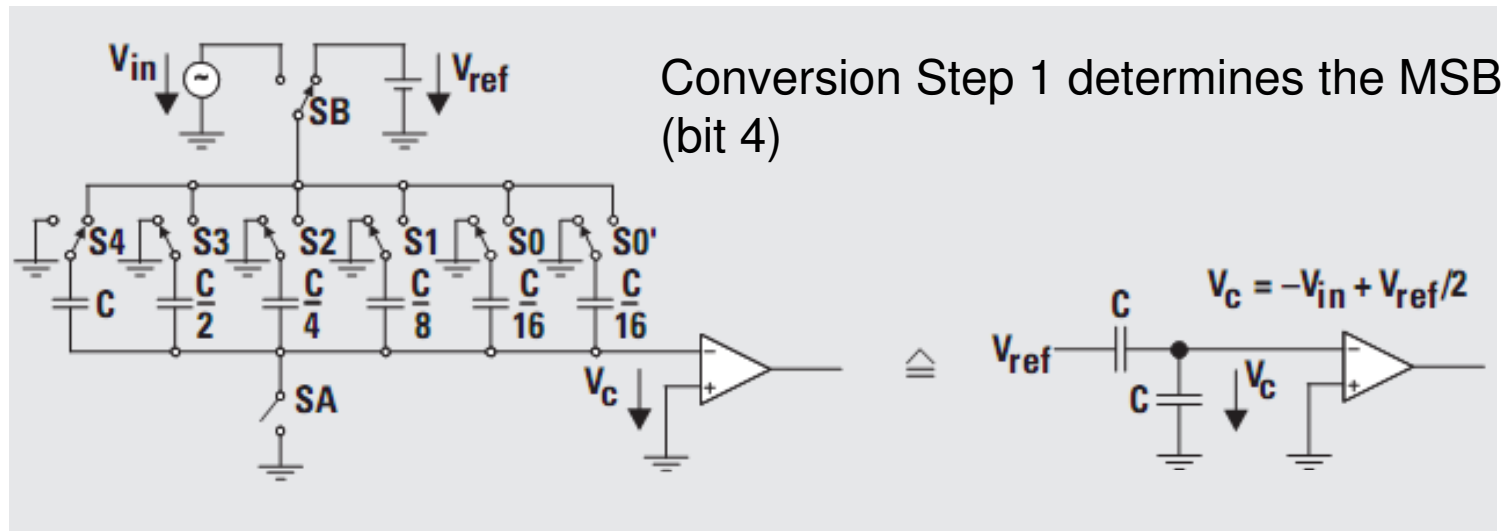 Conversion Step 1 determines the MSB
(bit 4)
Vin
Vref
SB
S4
S3
S2
S1
S0
S0'
C
C/2
C/4
C/8
C/16
C/16
SA
Vc
≙
Vref
C
C
Vc
Vc = –Vin + Vref/2
~
−
+
−
+